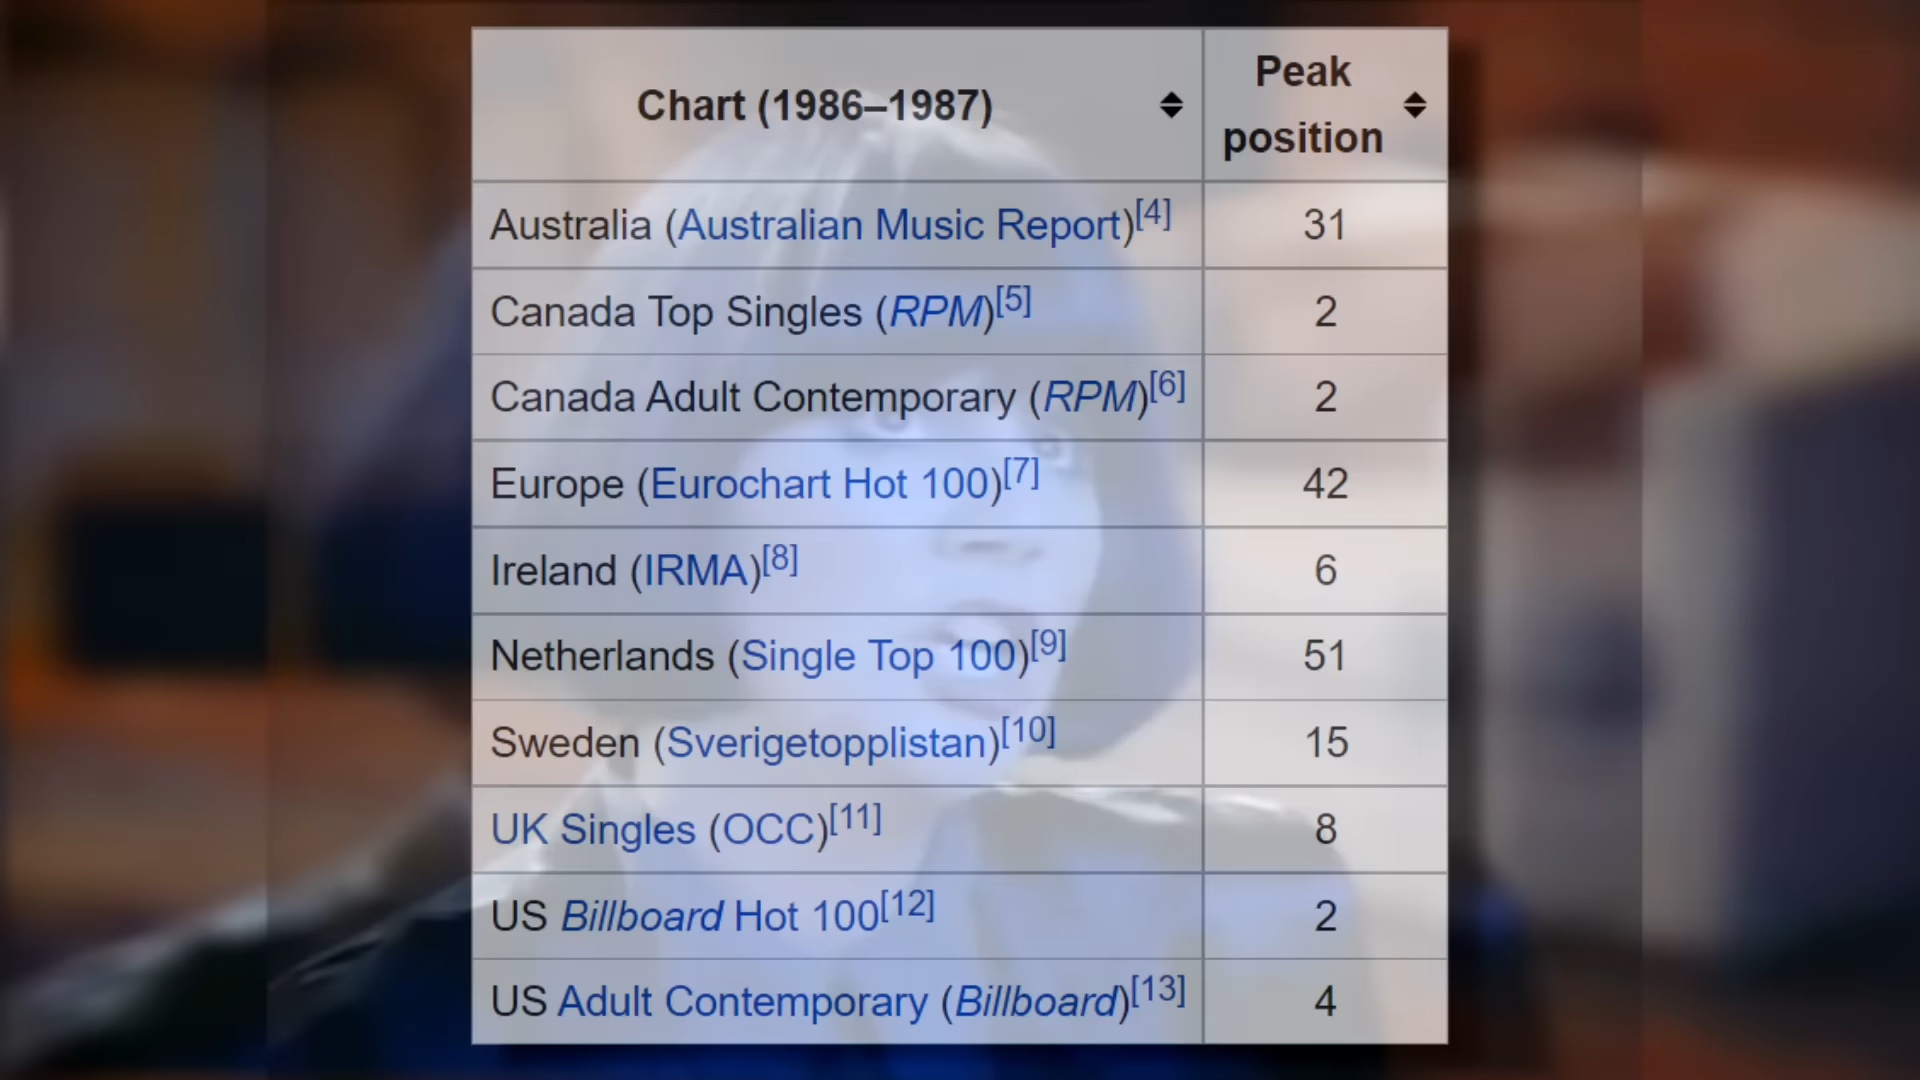 Chart (1986–1987)
Peak
position
Australia (Australian Music Report)[4] 31
Canada Top Singles (RPM)[5] 2
Canada Adult Contemporary (RPM)[6] 2
Europe (Eurochart Hot 100)[7] 42
Ireland (IRMA)[8] 6
Netherlands (Single Top 100)[9] 51
Sweden (Sverigetopplistan)[10] 15
UK Singles (OCC)[11] 8
US Billboard Hot 100[12] 2
US Adult Contemporary (Billboard)[13] 4